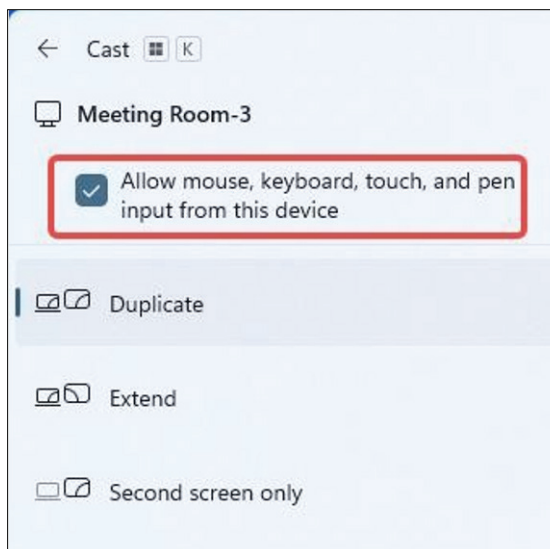 Cast K
Meeting Room-3
Allow mouse, keyboard, touch, and pen
input from this device
Duplicate
Extend
Second screen only